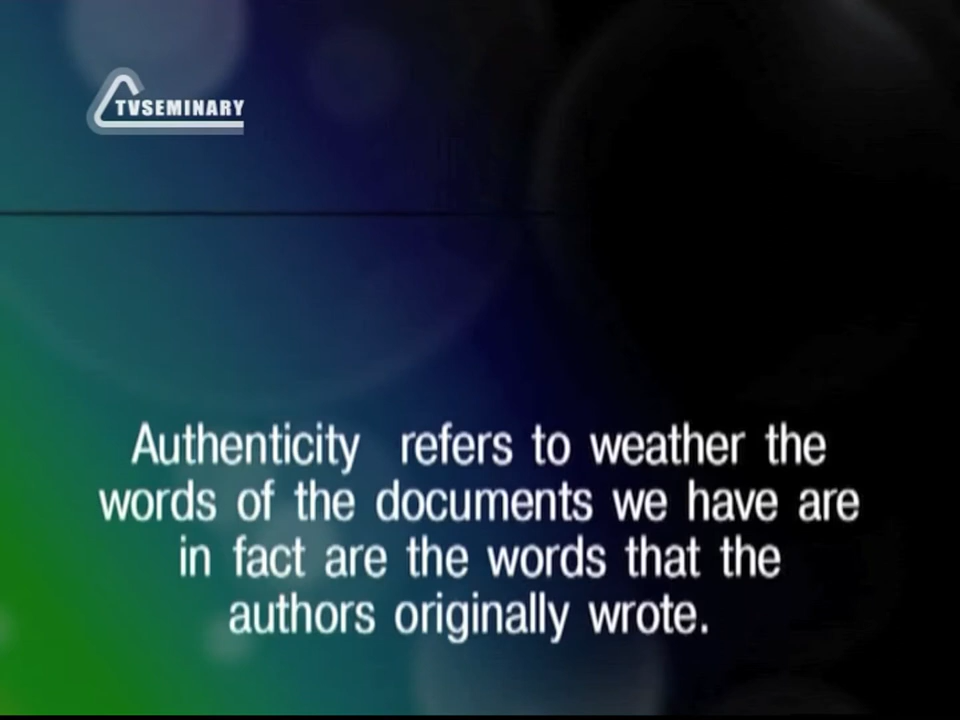 TVSEMINARY
Authenticity refers to weather the
words of the documents we have are
in fact are the words that the
authors originally wrote.